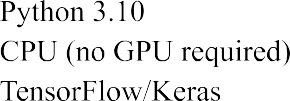 Python 3.10
CPU (no GPU required)
TensorFlow/Keras